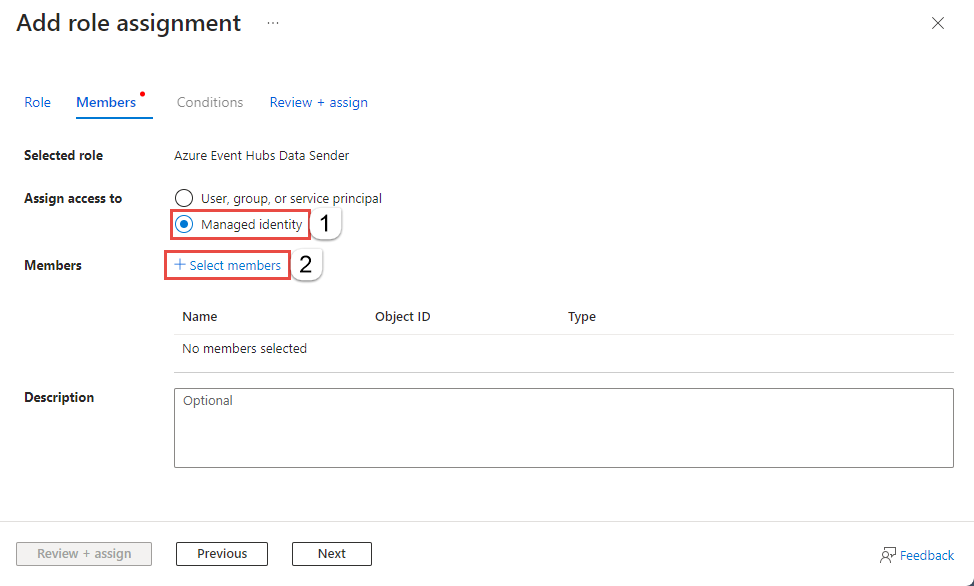 Add role assignment ...
Role Members Conditions Review + assign
Selected role Azure Event Hubs Data Sender
Assign access to User, group, or service principal
Managed identity 1
Members + Select members 2
Name Object ID Type
No members selected
Description Optional
Review + assign Previous Next Feedback